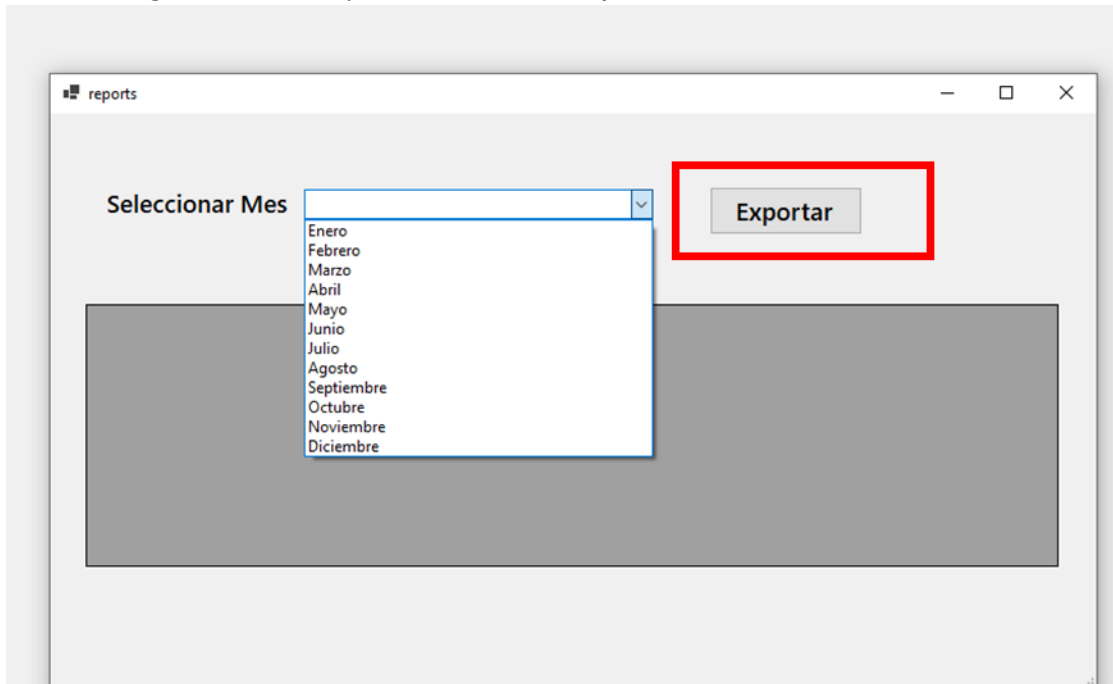 reports
Seleccionar Mes
Exportar
Enero
Febrero
Marzo
Abril
Mayo
Junio
Julio
Agosto
Septiembre
Octubre
Noviembre
Diciembre